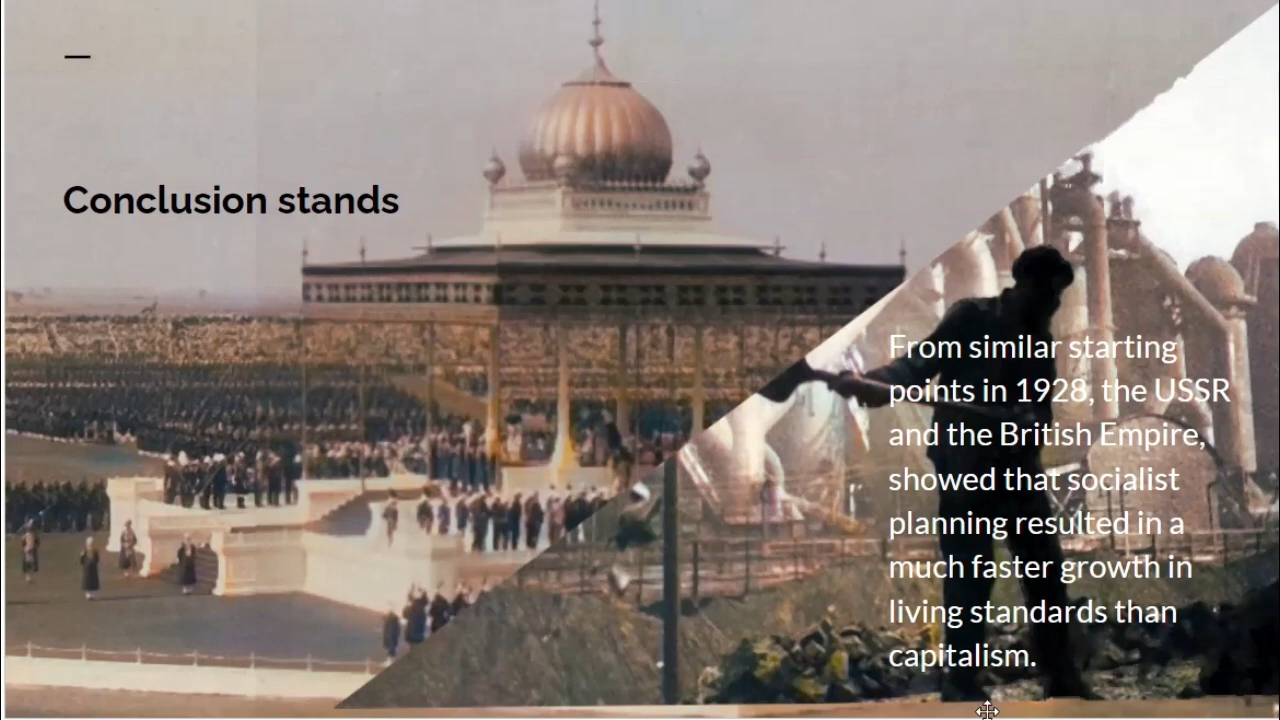 Conclusion stands
From similar starting
points in 1928, the USSR
and the British Empire,
showed that socialist
planning resulted in a
much faster growth in
living standards than
capitalism.